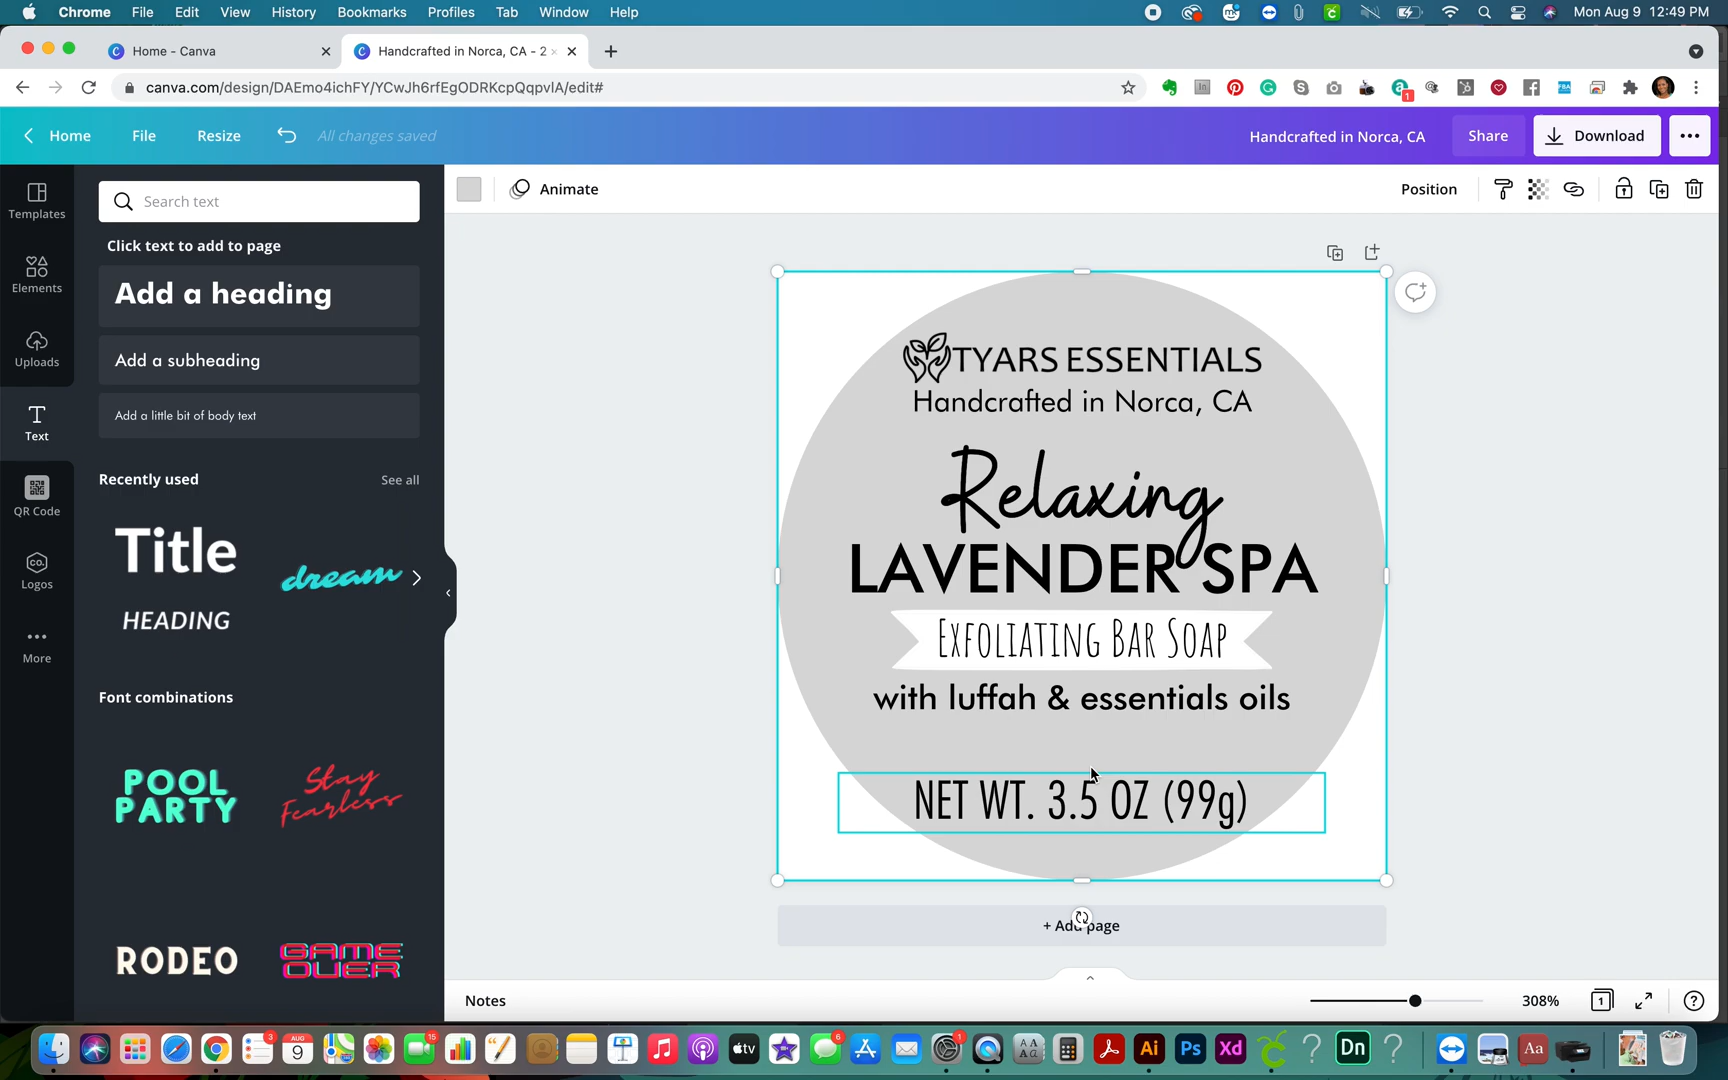 Chrome File Edit View History Bookmarks Profiles Tab Window Help
Mon Aug 9 12:49 PM
Home - Canva
Handcrafted in Norca, CA - 2
canva.com/design/DAEmo4ichFY/YCwJh6rfEgODRKcpQqpvlA/edit#
Home File Resize All changes saved
Handcrafted in Norca, CA Share Download
Templates
Elements
Uploads
Text
QR Code
Logos
More
Search text
Click text to add to page
Add a heading
Add a subheading
Add a little bit of body text
Recently used See all
Title
HEADING
dream
Font combinations
POOL
PARTY
Stay
Fearless
RODEO
GAME
OVER
Animate
Position
TYARS ESSENTIALS
Handcrafted in Norca, CA
Relaxing
LAVENDER SPA
Exfoliating Bar Soap
with luffah & essentials oils
NET WT. 3.5 OZ (99g)
+ Add page
Notes
308%
1